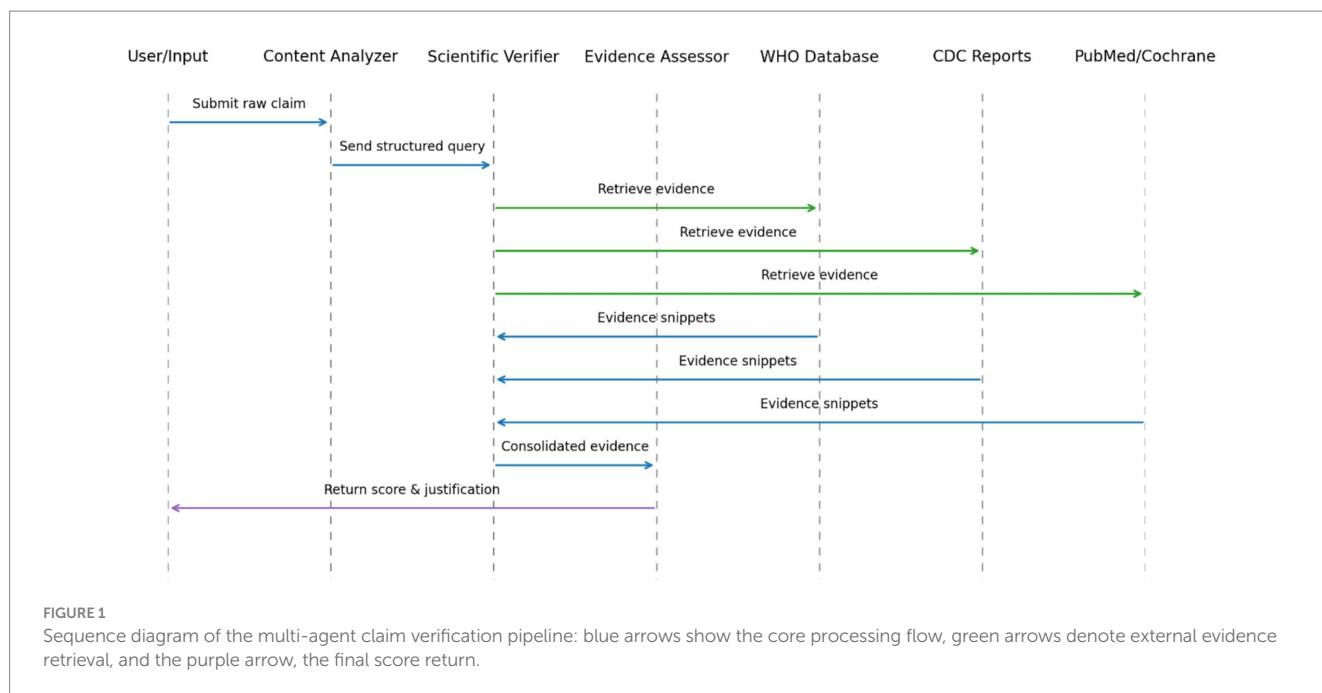 User/Input Content Analyzer Scientific Verifier Evidence Assessor WHO Database CDC Reports PubMed/Cochrane
Submit raw claim
Send structured query
Retrieve evidence
Retrieve evidence
Retrieve evidence
Evidence snippets
Evidence snippets
Evidence snippets
Consolidated evidence
Return score & justification
FIGURE 1
Sequence diagram of the multi-agent claim verification pipeline: blue arrows show the core processing flow, green arrows denote external evidence
retrieval, and the purple arrow, the final score return.